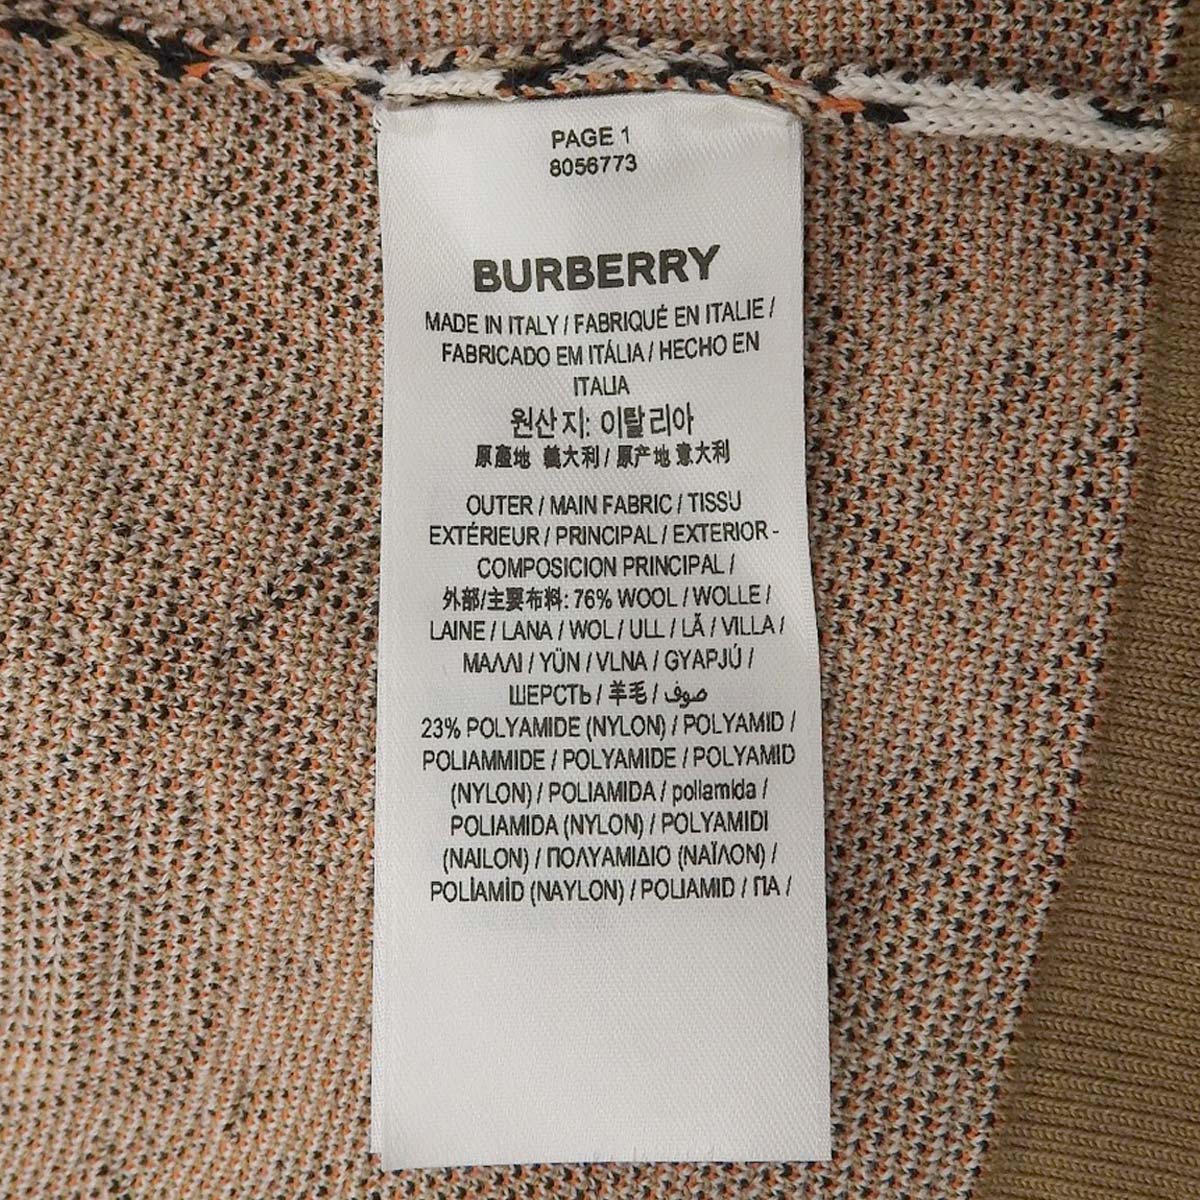 PAGE 1
8056773
BURBERRY
MADE IN ITALY / FABRIQUÉ EN ITALIE /
FABRICADO EM ITÁLIA / HECHO EN
ITALIA
원산지: 이탈리아
原產地 義大利 / 原产地 意大利
OUTER / MAIN FABRIC / TISSU
EXTÉRIEUR / PRINCIPAL / EXTERIOR -
COMPOSICION PRINCIPAL /
外部/主要布料: 76% WOOL / WOLLE /
LAINE / LANA / WOL / ULL / LÃ / VILLA /
ΜΑΛΛΙ / YÜN / VLNA / GYAPJÚ /
ШЕРСТЬ / 羊毛 / صوف /
23% POLYAMIDE (NYLON) / POLYAMID /
POLIAMMIDE / POLYAMIDE / POLYAMID
(NYLON) / POLIAMIDA / poliamida /
POLIAMIDA (NYLON) / POLYAMIDI
(NAILON) / ΠΟΛΥΑΜΙΔΙΟ (ΝΑΪΛΟΝ) /
POLİAMİD (NAYLON) / POLIAMID / ПА /